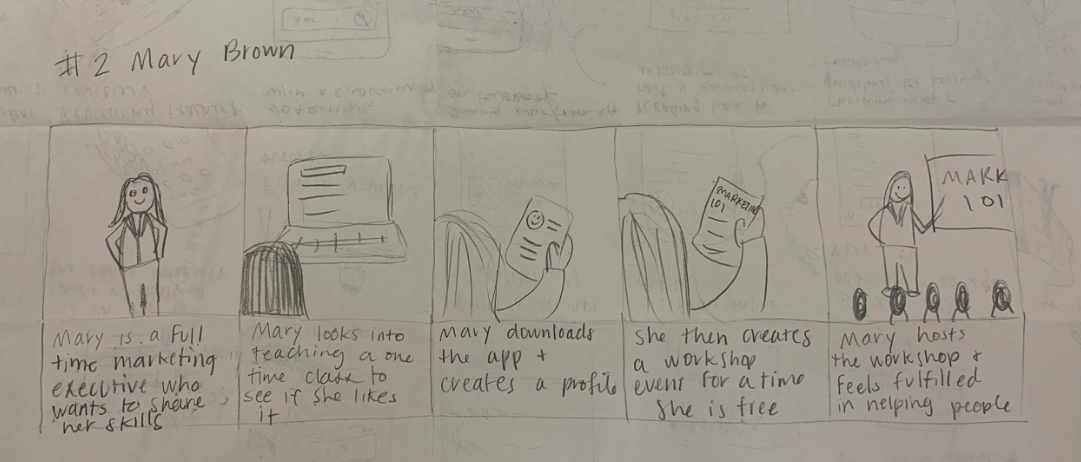 #2 Mary Brown
MARKETING
101
MARK
101
Mary is a full
time marketing
executive who
wants to share
her skills
Mary looks into
teaching a one
time class to
see if she likes
it
Mary downloads
the app +
creates a profile
She then creates
a workshop
event for a time
She is free
Mary hosts
the workshop +
feels fulfilled
in helping people